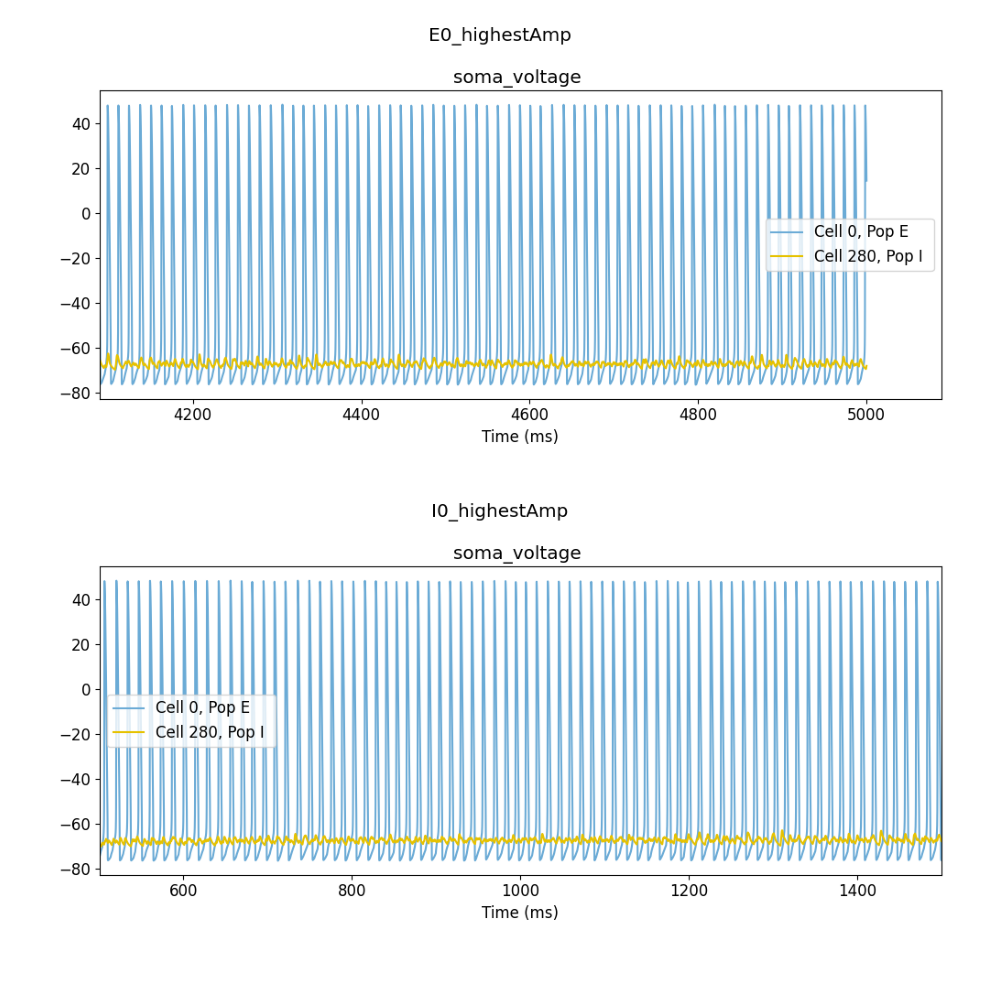 E0_highestAmp
soma_voltage
40
20
0
−20
−40
−60
−80
Cell 0, Pop E
Cell 280, Pop I
4200 4400 4600 4800 5000
Time (ms)
I0_highestAmp
soma_voltage
40
20
0
−20
−40
−60
−80
Cell 0, Pop E
Cell 280, Pop I
600 800 1000 1200 1400
Time (ms)